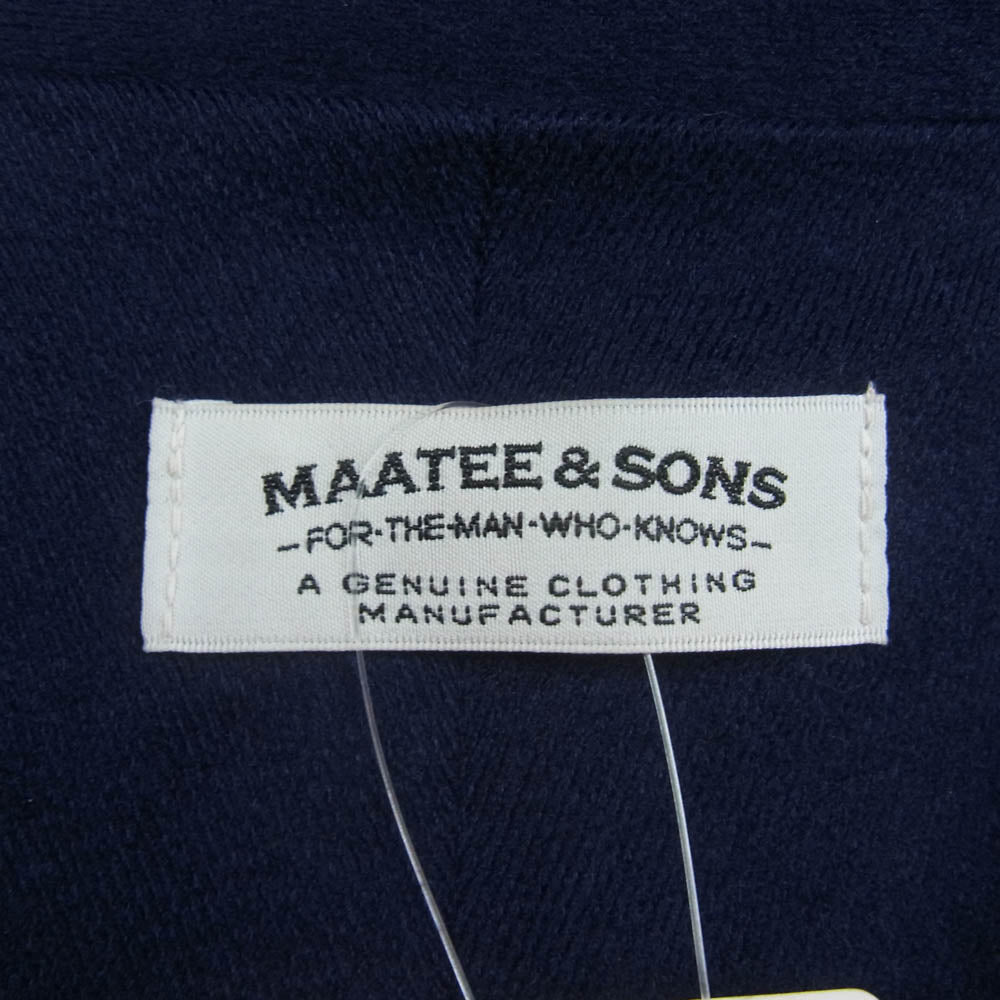 MAATEE & SONS
-FOR·THE·MAN·WHO·KNOWS-
A GENUINE CLOTHING
MANUFACTURER